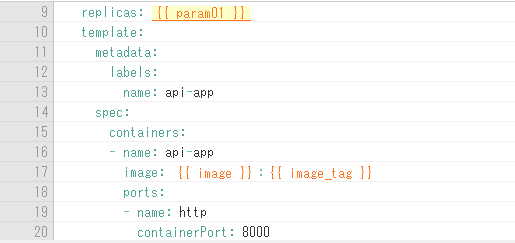 9 replicas: {{ param01 }}
10 template:
11 metadata:
12 labels:
13 name: api-app
14 spec:
15 containers:
16 - name: api-app
17 image: {{ image }}:{{ image_tag }}
18 ports:
19 - name: http
20 containerPort: 8000